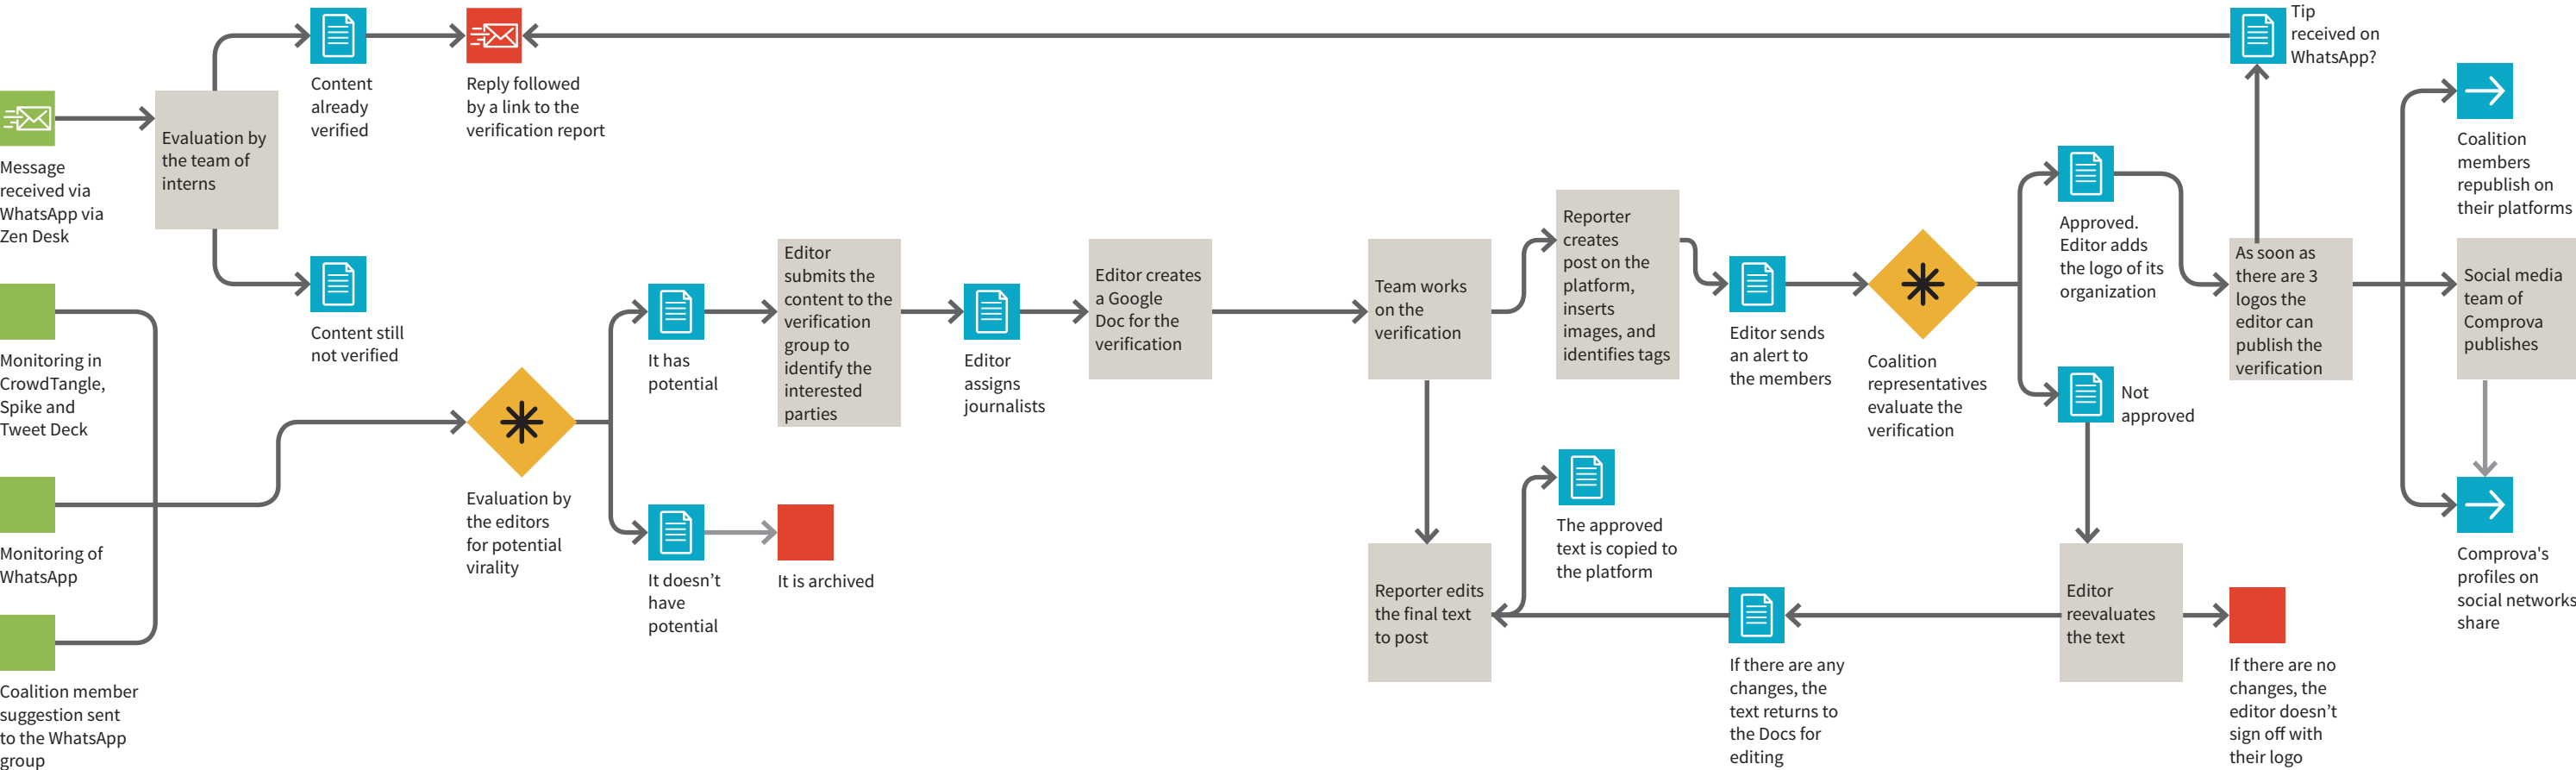 Message
received via
WhatsApp via
Zen Desk
Evaluation by
the team of
interns
Content
already
verified
Reply followed
by a link to the
verification report
Content still
not verified
Monitoring in
CrowdTangle,
Spike and
Tweet Deck
Monitoring of
WhatsApp
Coalition member
suggestion sent
to the WhatsApp
group
Evaluation by
the editors
for potential
virality
It has
potential
It doesn’t
have
potential
It is archived
Editor
submits the
content to the
verification
group to
identify the
interested
parties
Editor
assigns
journalists
Editor creates
a Google
Doc for the
verification
Team works
on the
verification
Reporter
creates
post on the
platform,
inserts
images, and
identifies tags
Editor sends
an alert to
the members
Coalition
representatives
evaluate the
verification
Approved.
Editor adds
the logo of its
organization
Not
approved
As soon as
there are 3
logos the
editor can
publish the
verification
Tip
received on
WhatsApp?
Coalition
members
republish on
their platforms
Social media
team of
Comprova
publishes
Comprova's
profiles on
social networks
share
Reporter edits
the final text
to post
The approved
text is copied to
the platform
If there are any
changes, the
text returns to
the Docs for
editing
Editor
reevaluates
the text
If there are no
changes, the
editor doesn’t
sign off with
their logo